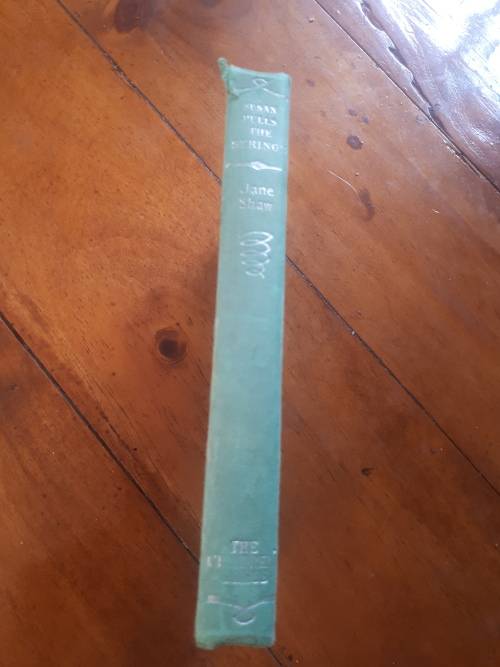 SUSAN
PULLS
THE
STRINGS
Jane
Shaw
THE